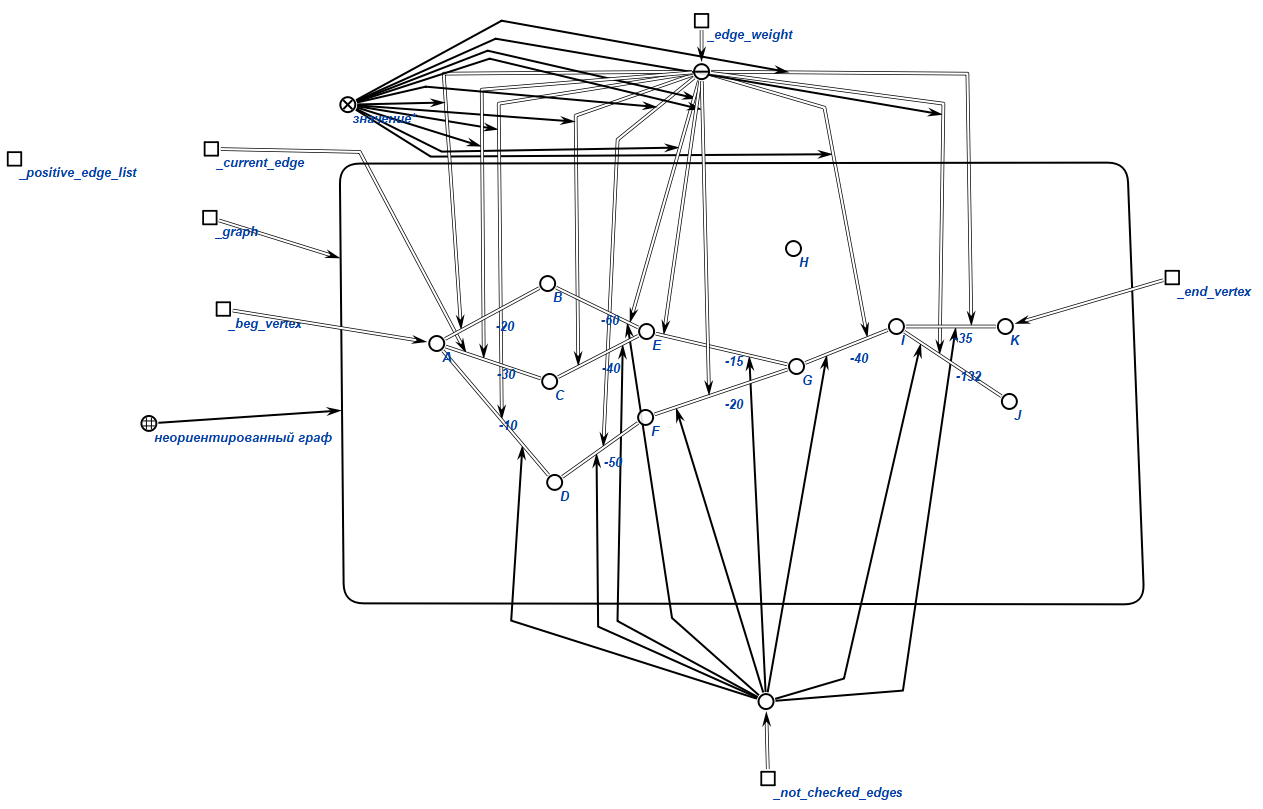 _edge_weight
значение*
_current_edge
_positive_edge_list
_graph
H
_end_vertex
B
_beg_vertex
-20
-60
E
I
35
K
A
-30
-40
-15
-40
-132
C
G
-20
J
-10
F
неориентированный граф
-50
D
_not_checked_edges